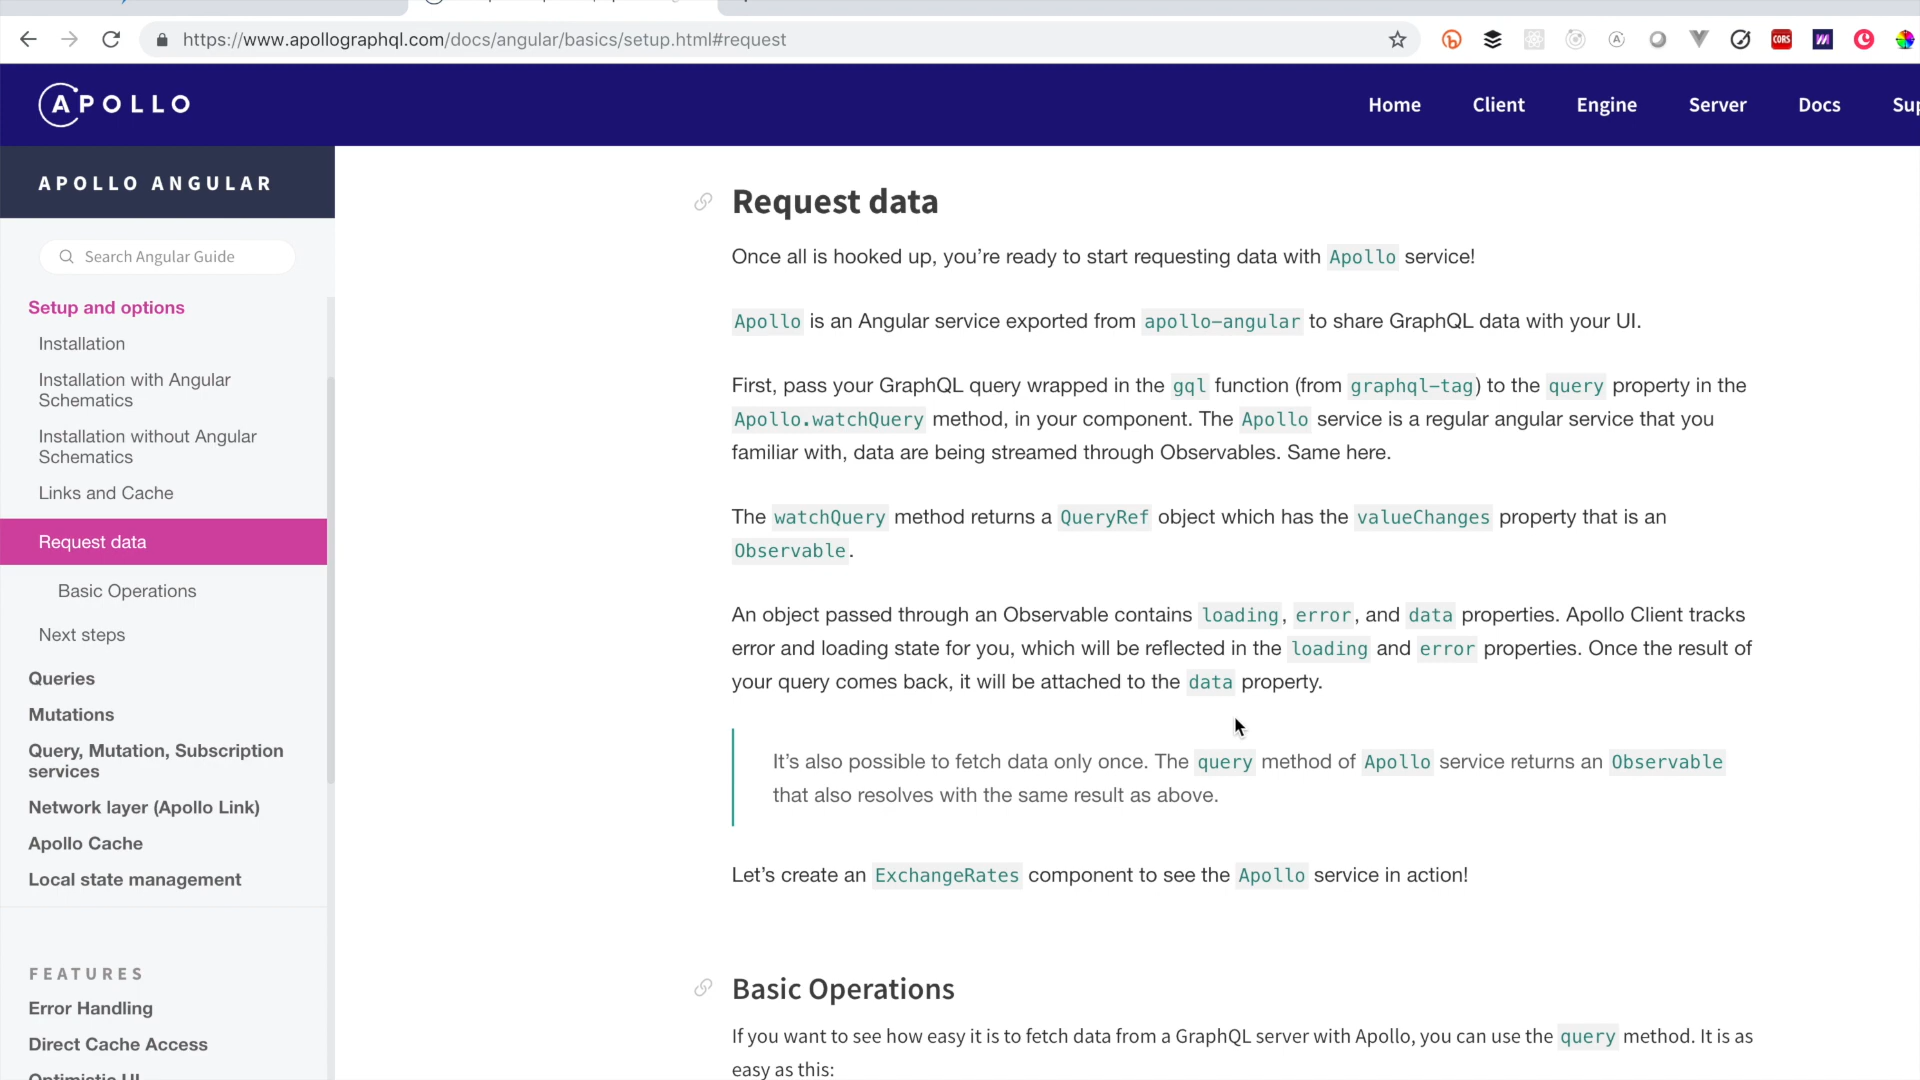 https://www.apollographql.com/docs/angular/basics/setup.html#request
CORS
APOLLO
Home
Client
Engine
Server
Docs
APOLLO ANGULAR
Search Angular Guide
Setup and options
Installation
Installation with Angular
Schematics
Installation without Angular
Schematics
Links and Cache
Request data
Basic Operations
Next steps
Queries
Mutations
Query, Mutation, Subscription
services
Network layer (Apollo Link)
Apollo Cache
Local state management
FEATURES
Error Handling
Direct Cache Access
Optimistic UI
Request data
Once all is hooked up, you’re ready to start requesting data with Apollo service!
Apollo is an Angular service exported from apollo-angular to share GraphQL data with your UI.
First, pass your GraphQL query wrapped in the gql function (from graphql-tag) to the query property in the
Apollo.watchQuery method, in your component. The Apollo service is a regular angular service that you
familiar with, data are being streamed through Observables. Same here.
The watchQuery method returns a QueryRef object which has the valueChanges property that is an
Observable.
An object passed through an Observable contains loading, error, and data properties. Apollo Client tracks
error and loading state for you, which will be reflected in the loading and error properties. Once the result of
your query comes back, it will be attached to the data property.
It’s also possible to fetch data only once. The query method of Apollo service returns an Observable
that also resolves with the same result as above.
Let’s create an ExchangeRates component to see the Apollo service in action!
Basic Operations
If you want to see how easy it is to fetch data from a GraphQL server with Apollo, you can use the query method. It is as
easy as this: